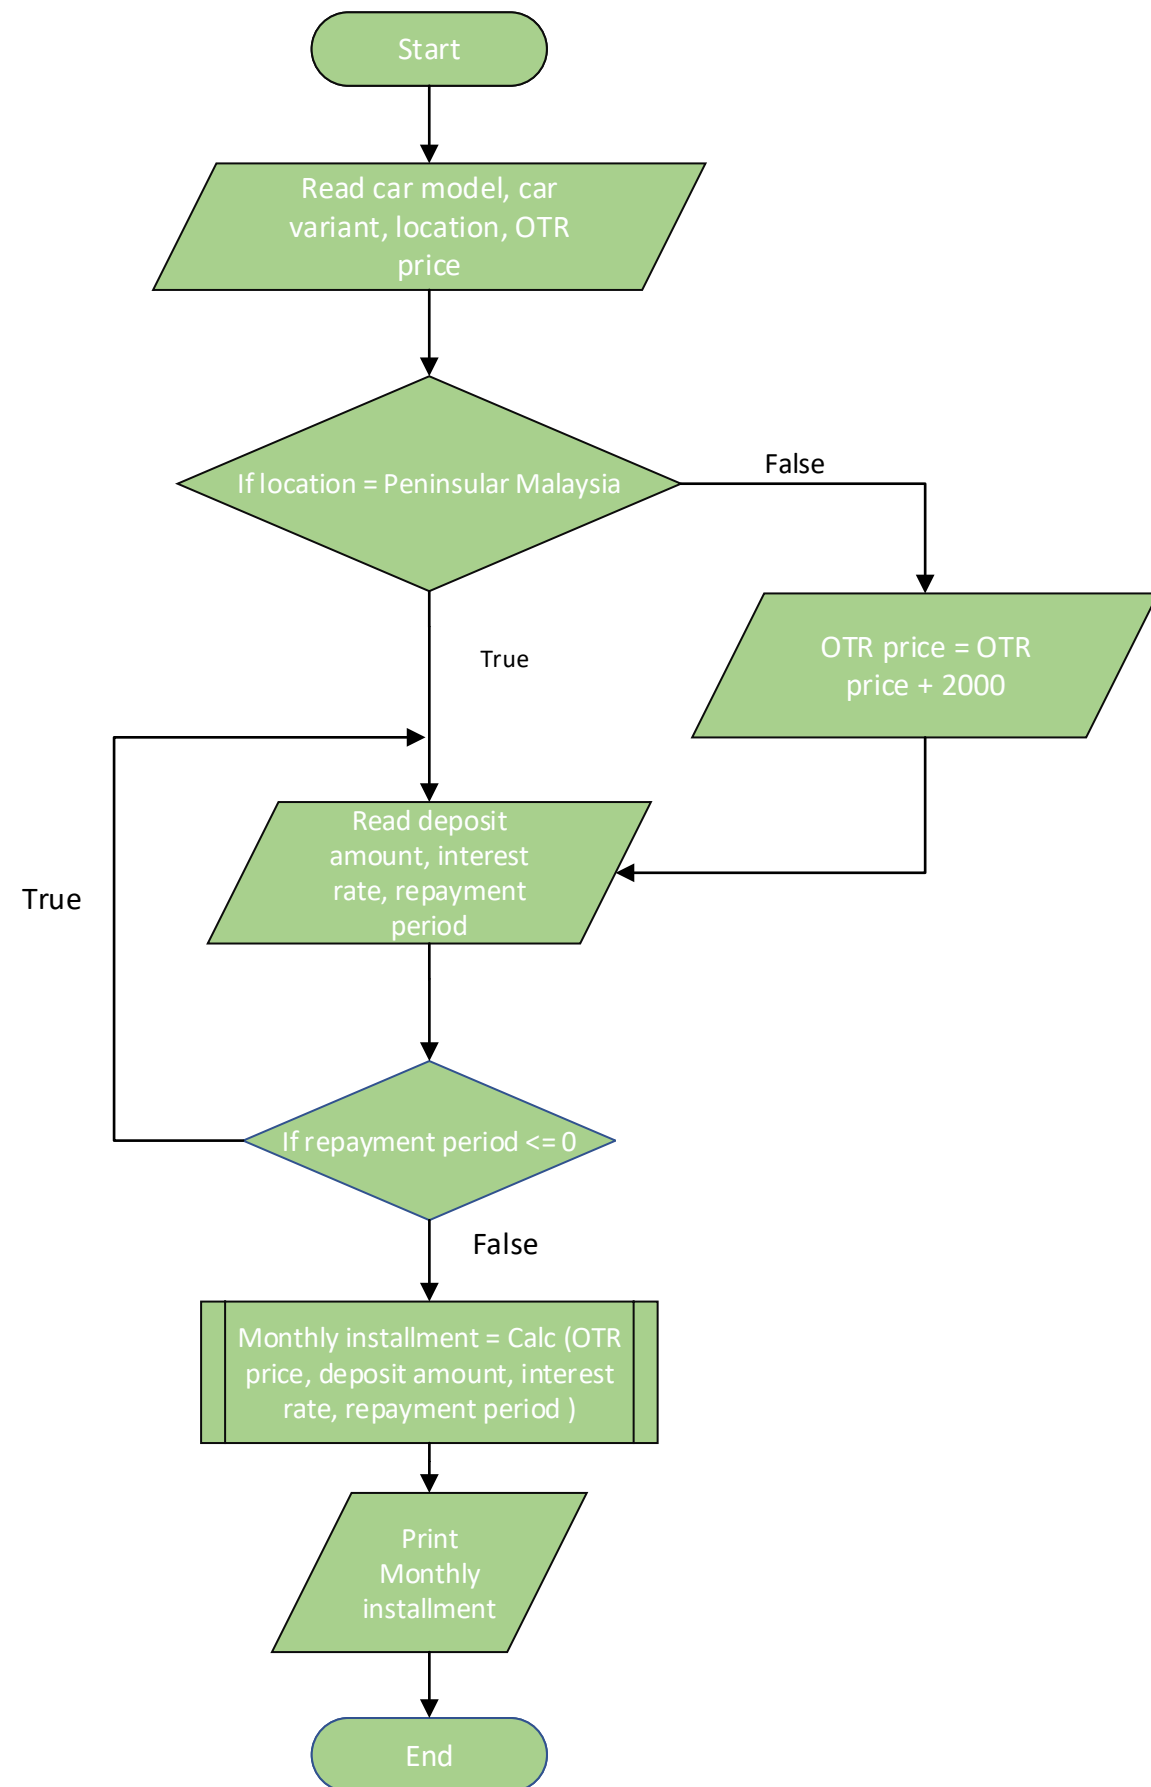 Start
Read car model, car
variant, location, OTR
price
If location = Peninsular Malaysia
False
True
OTR price = OTR
price + 2000
Read deposit
amount, interest
rate, repayment
period
True
If repayment period <= 0
False
Monthly installment = Calc (OTR
price, deposit amount, interest
rate, repayment period )
Print
Monthly
installment
End